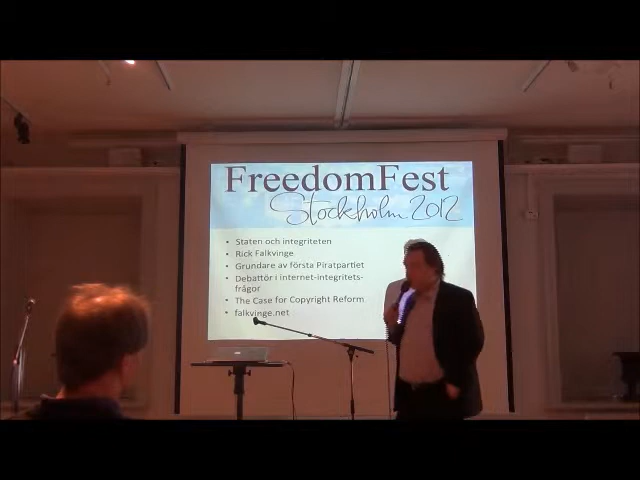 FreedomFest
Stockholm 2012
• Staten och integriteten
• Rick Falkvinge
• Grundare av första Piratpartiet
• Debattör i internet-integritets-
frågor
• The Case for Copyright Reform
• falkvinge.net